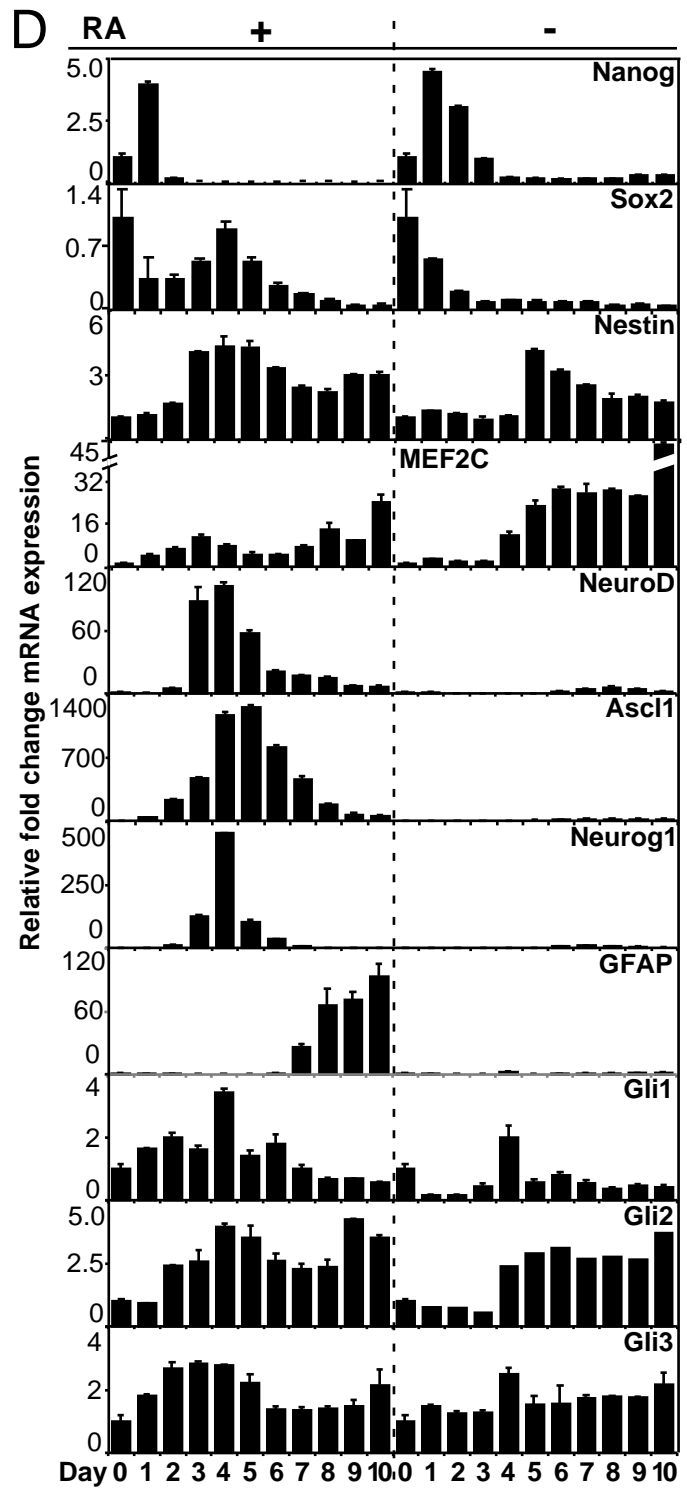 D
RA + -
5.0 Nanog
2.5
0
1.4 Sox2
0.7
0
6 Nestin
3
45 MEF2C
32
16
0
120 NeuroD
60
0
1400 Ascl1
700
0
500 Neurog1
250
0
120 GFAP
60
0
4 Gli1
2
0
5.0 Gli2
2.5
0
4 Gli3
2
0
Relative fold change mRNA expression
Day 0 1 2 3 4 5 6 7 8 9 10 0 1 2 3 4 5 6 7 8 9 10